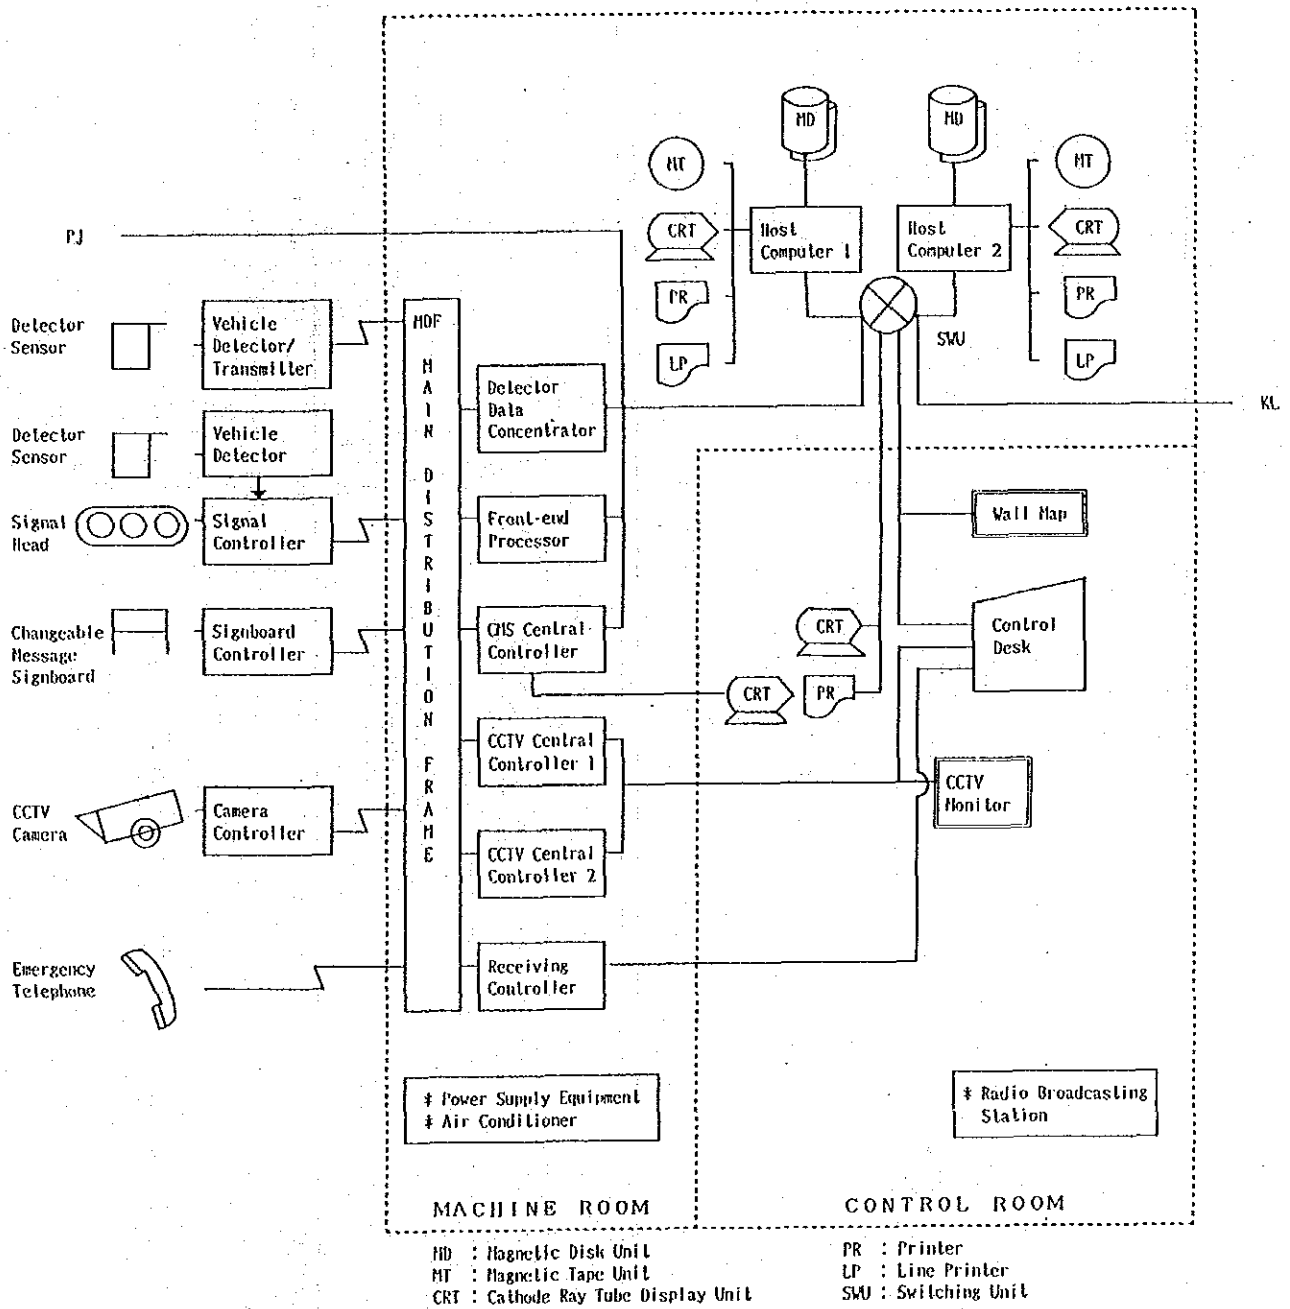 MD
MD
MT
MT
PJ
CRT
Host
Computer 1
Host
Computer 2
CRT
PR
PR
SWU
LP
LP
KL
Detector
Sensor
Vehicle
Detector/
Transmitter
MDF
MAIN DISTRIBUTION FRAME
Detector
Data
Concentrator
Detector
Sensor
Vehicle
Detector
Signal
Head
Signal
Controller
Front-end
Processor
Wall Map
Changeable
Message
Signboard
Signboard
Controller
CMS Central
Controller
CRT
Control
Desk
CRT
PR
CCTV Central
Controller 1
CCTV
Monitor
CCTV
Camera
Camera
Controller
CCTV Central
Controller 2
Emergency
Telephone
Receiving
Controller
* Power Supply Equipment
* Air Conditioner
* Radio Broadcasting
Station
MACHINE ROOM
CONTROL ROOM
MD : Magnetic Disk Unit
MT : Magnetic Tape Unit
CRT : Cathode Ray Tube Display Unit
PR : Printer
LP : Line Printer
SWU : Switching Unit